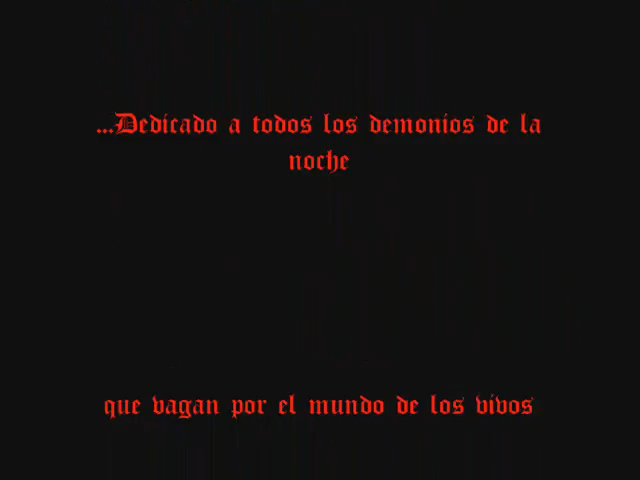 ...Dedicado a todos los demonios de la
noche
que vagan por el mundo de los vivos